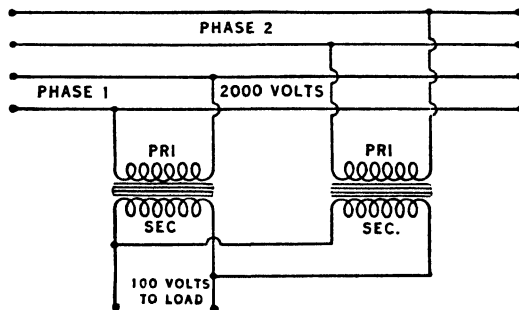 PHASE 2
PHASE 1
2000 VOLTS
PRI
PRI
SEC
SEC.
100 VOLTS
TO LOAD